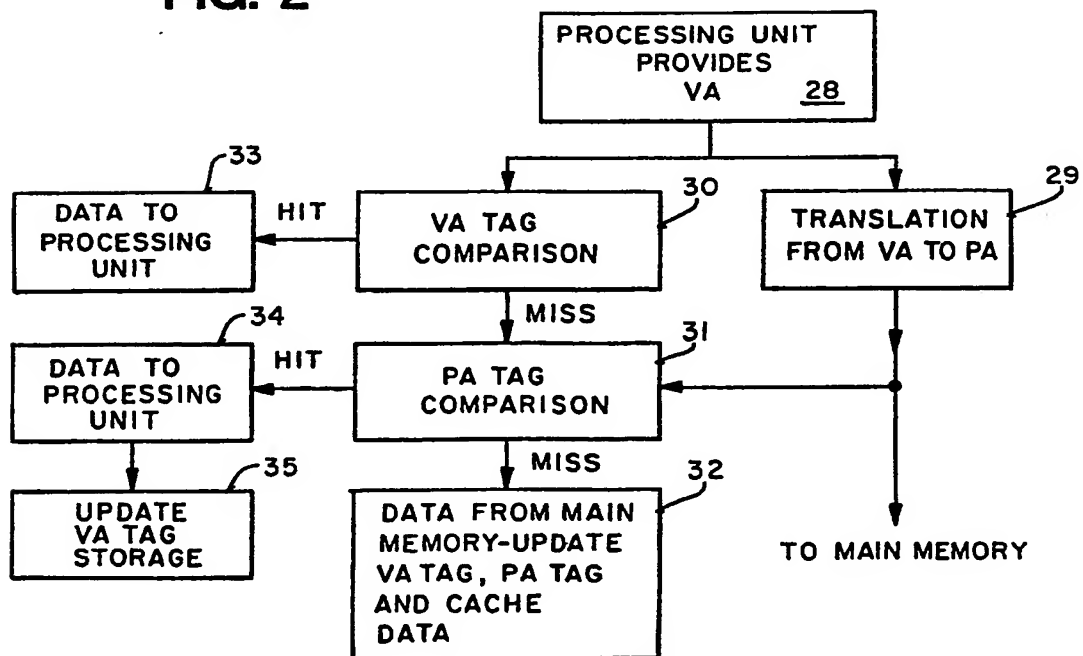 FIG. 2
PROCESSING UNIT
PROVIDES
VA 28
33
30
29
DATA TO
PROCESSING
UNIT
HIT
VA TAG
COMPARISON
TRANSLATION
FROM VA TO PA
MISS
34
31
DATA TO
PROCESSING
UNIT
HIT
PA TAG
COMPARISON
MISS
35
32
UPDATE
VA TAG
STORAGE
DATA FROM MAIN
MEMORY-UPDATE
VA TAG, PA TAG
AND CACHE
DATA
TO MAIN MEMORY